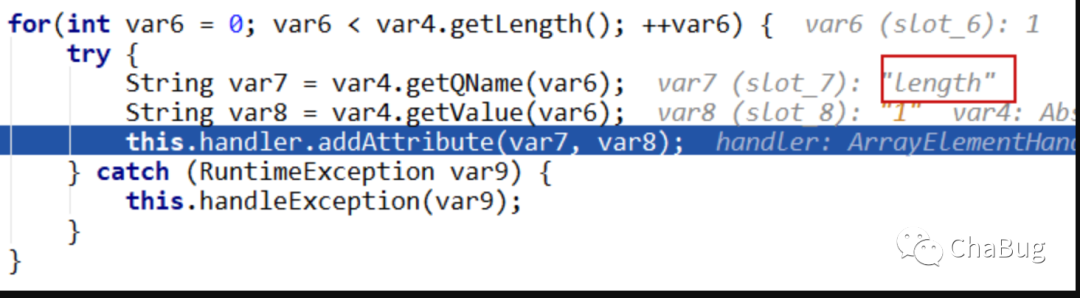 for(int var6 = 0; var6 < var4.getLength(); ++var6) { var6 (slot_6): 1
try {
String var7 = var4.getQName(var6); var7 (slot_7): "length"
String var8 = var4.getValue(var6); var8 (slot_8): "1" var4: Abs
this.handler.addAttribute(var7, var8); handler: ArrayElementHand
} catch (RuntimeException var9) {
this.handleException(var9);
}
}
ChaBug